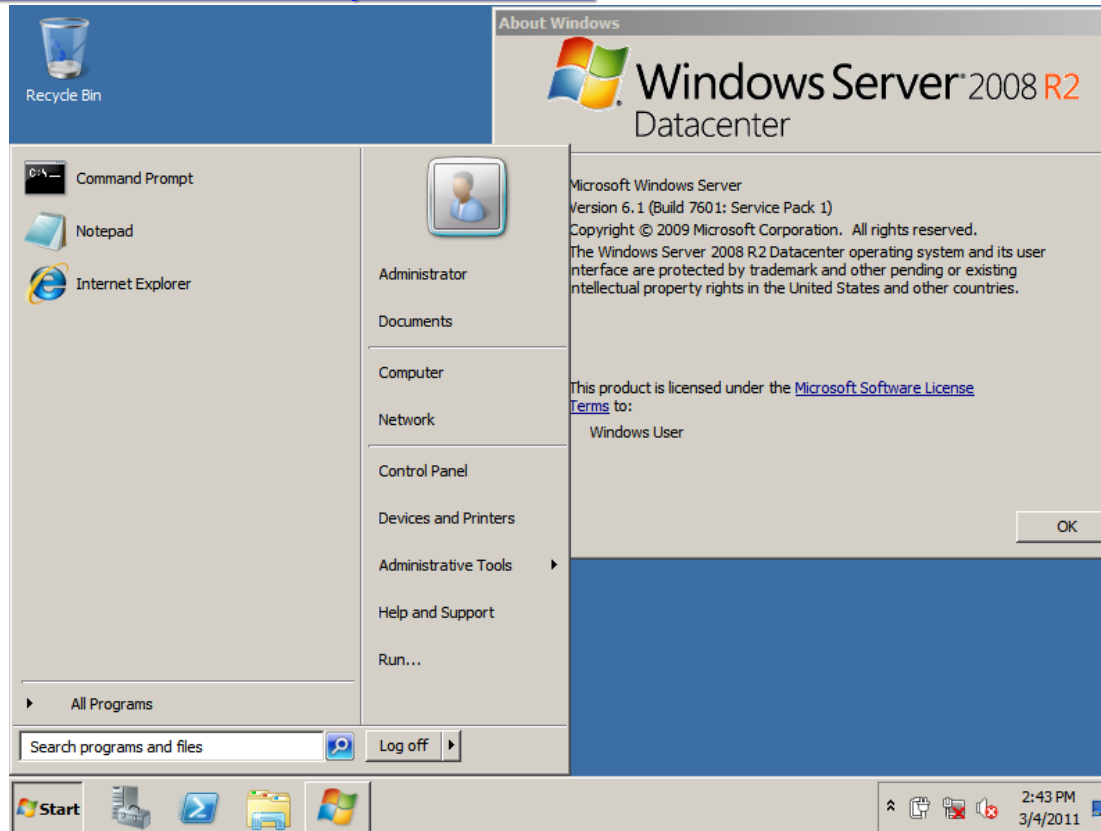 Recycle Bin
About Windows
Windows Server 2008 R2
Datacenter
Microsoft Windows Server
Version 6.1 (Build 7601: Service Pack 1)
Copyright © 2009 Microsoft Corporation. All rights reserved.
The Windows Server 2008 R2 Datacenter operating system and its user
nterface are protected by trademark and other pending or existing
ntellectual property rights in the United States and other countries.
This product is licensed under the Microsoft Software License
Terms to:
Windows User
OK
Command Prompt
Notepad
Internet Explorer
All Programs
Search programs and files
Administrator
Documents
Computer
Network
Control Panel
Devices and Printers
Administrative Tools
Help and Support
Run...
Log off
Start
2:43 PM
3/4/2011